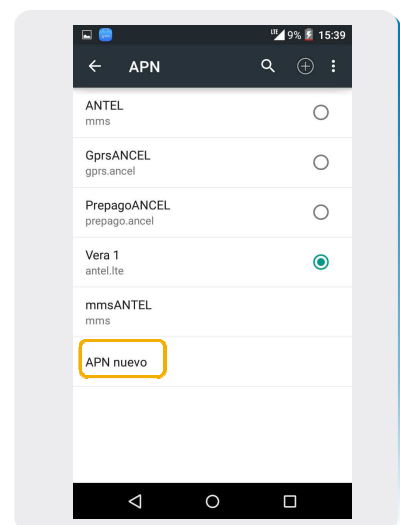 LTE 9% 15:39
APN
ANTEL
mms
GprsANCEL
gprs.ancel
PrepagoANCEL
prepago.ancel
Vera 1
antel.lte
mmsANTEL
mms
APN nuevo